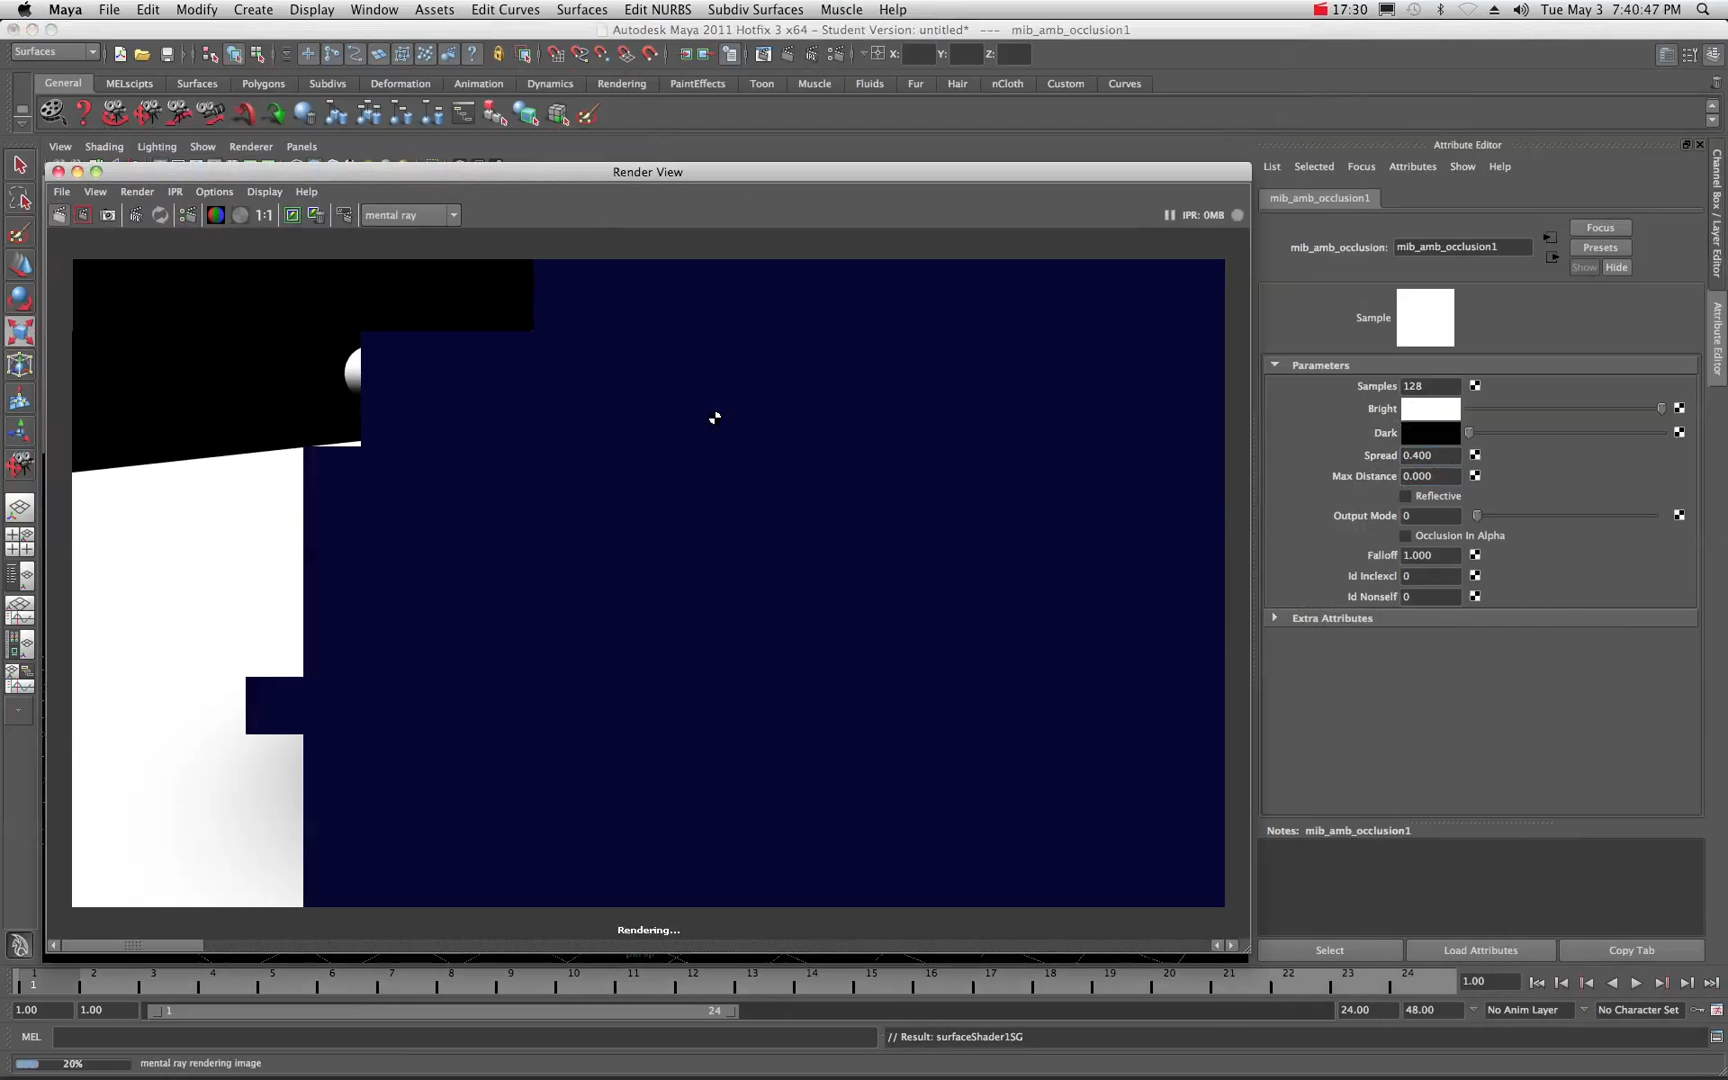 Maya File Edit Modify Create Display Window Assets Edit Curves Surfaces Edit NURBS Subdiv Surfaces Muscle Help 17:30 Tue May 3 7:40:47 PM
Autodesk Maya 2011 Hotfix 3 x64 - Student Version: untitled* --- mib_amb_occlusion1
Surfaces X: Y: Z:
General MELscipts Surfaces Polygons Subdivs Deformation Animation Dynamics Rendering PaintEffects Toon Muscle Fluids Fur Hair nCloth Custom Curves
View Shading Lighting Show Renderer Panels
Attribute Editor
Render View
List Selected Focus Attributes Show Help
File View Render IPR Options Display Help
mib_amb_occlusion1
1:1 mental ray IPR: 0MB
Focus
mib_amb_occlusion: mib_amb_occlusion1 Presets
Show Hide
Sample
Parameters
Samples 128
Bright
Dark
Spread 0.400
Max Distance 0.000
Reflective
Output Mode 0
Occlusion In Alpha
Falloff 1.000
Id Inclexcl 0
Id Nonself 0
Extra Attributes
Notes: mib_amb_occlusion1
Rendering...
persp
Select Load Attributes Copy Tab
Channel Box / Layer Editor
Attribute Editor
1 2 3 4 5 6 7 8 9 10 11 12 13 14 15 16 17 18 19 20 21 22 23 24 1.00
1
1.00 1.00 1 24 24.00 48.00 No Anim Layer No Character Set
MEL // Result: surfaceShader1SG
20% mental ray rendering image